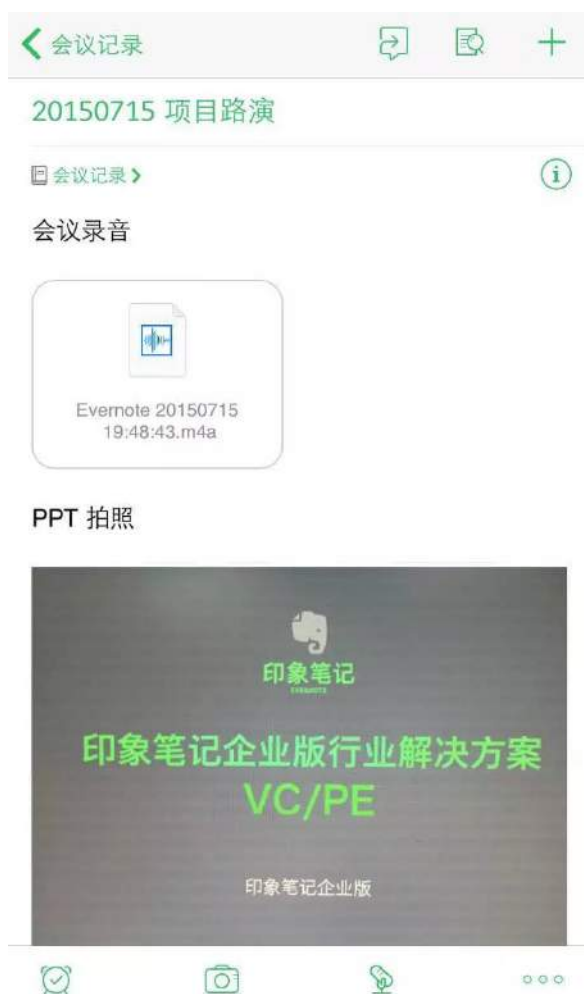 会议记录
20150715 项目路演
会议记录
会议录音
Evernote 20150715
19:48:43.m4a
PPT 拍照
印象笔记
EVERNOTE
印象笔记企业版行业解决方案
VC/PE
印象笔记企业版